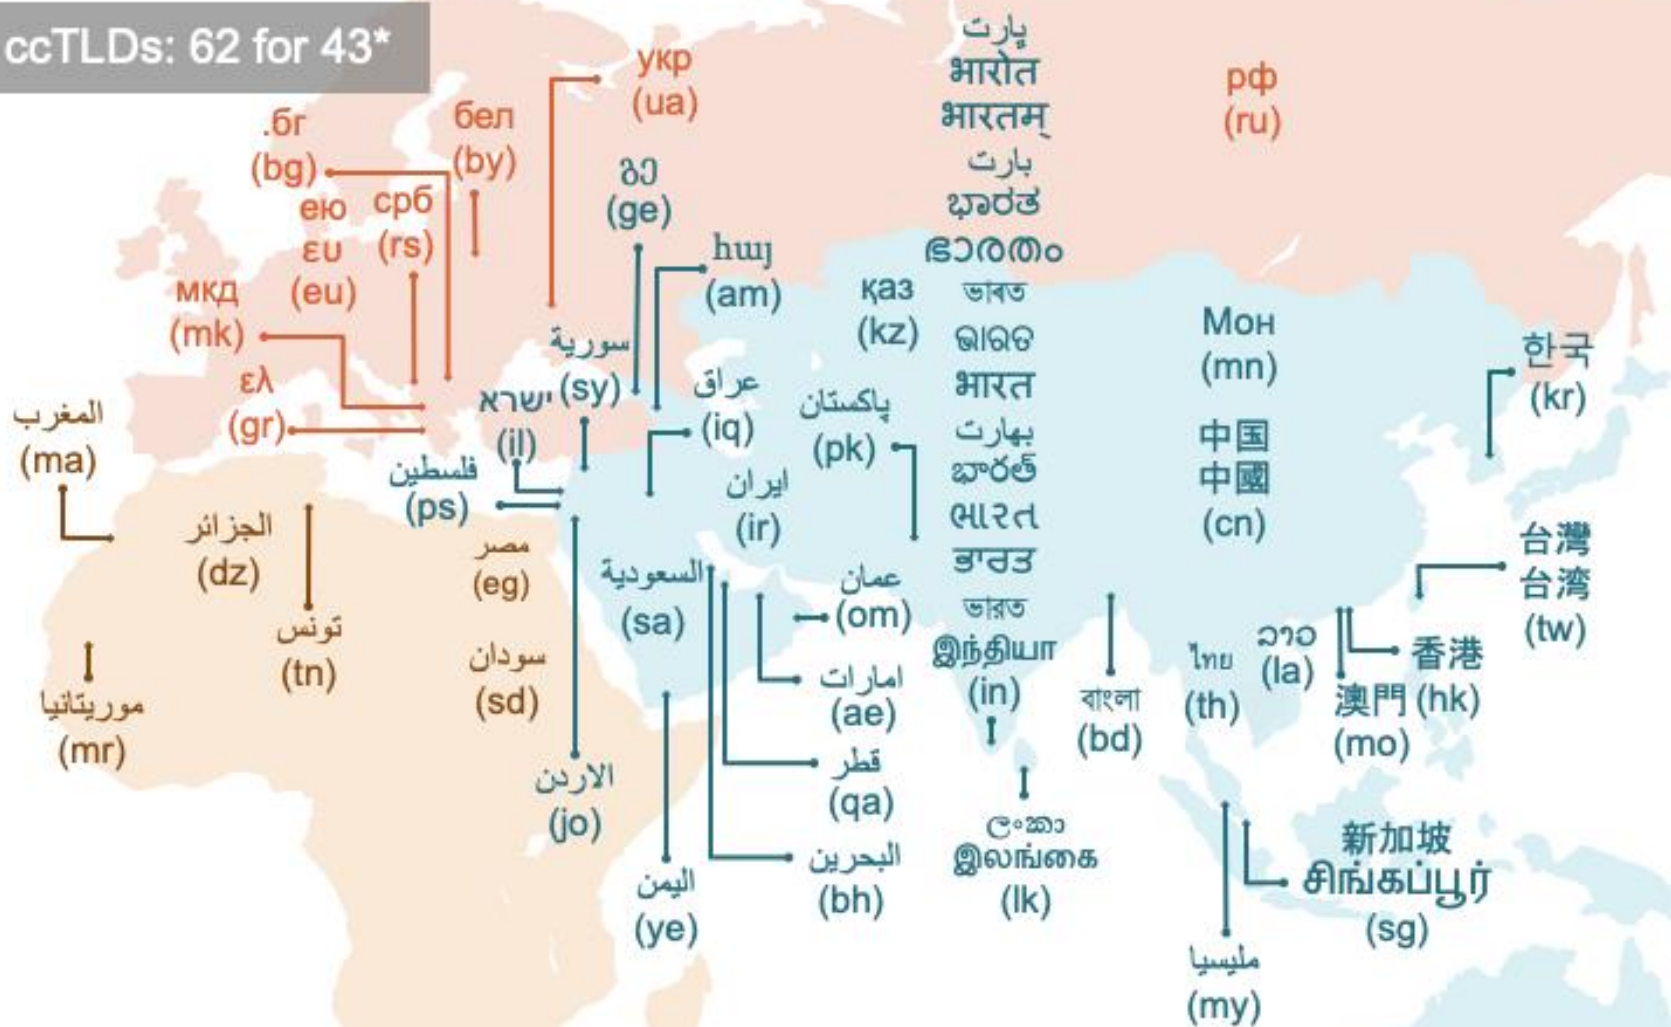 ccTLDs: 62 for 43*
укр
(ua)
.бг
(bg)
бел
(by)
ею
ευ
(eu)
срб
(rs)
мкд
(mk)
ελ
(gr)
рф
(ru)
المغرب
(ma)
الجزائر
(dz)
تونس
(tn)
موريتانيا
(mr)
مصر
(eg)
سودان
(sd)
გე
(ge)
հայ
(am)
سورية
(sy)
ישראל
(il)
فلسطين
(ps)
عراق
(iq)
ایران
(ir)
السعودية
(sa)
الاردن
(jo)
اليمن
(ye)
عمان
(om)
امارات
(ae)
قطر
(qa)
البحرين
(bh)
қаз
(kz)
پاکستان
(pk)
ڀارت
भारोत
भारतम्
بارت
ಭಾರತ
ഭാരതം
ভাৰত
ଭାରତ
भारत
بھارت
భారత్
ભારત
ਭਾਰਤ
ভারত
இந்தியா
(in)
ලංකා
இலங்கை
(lk)
বাংলা
(bd)
Мон
(mn)
中国
中國
(cn)
한국
(kr)
台灣
台湾
(tw)
香港
(hk)
澳門
(mo)
ลาว
(la)
ไทย
(th)
新加坡
சிங்கப்பூர்
(sg)
مليسيا
(my)